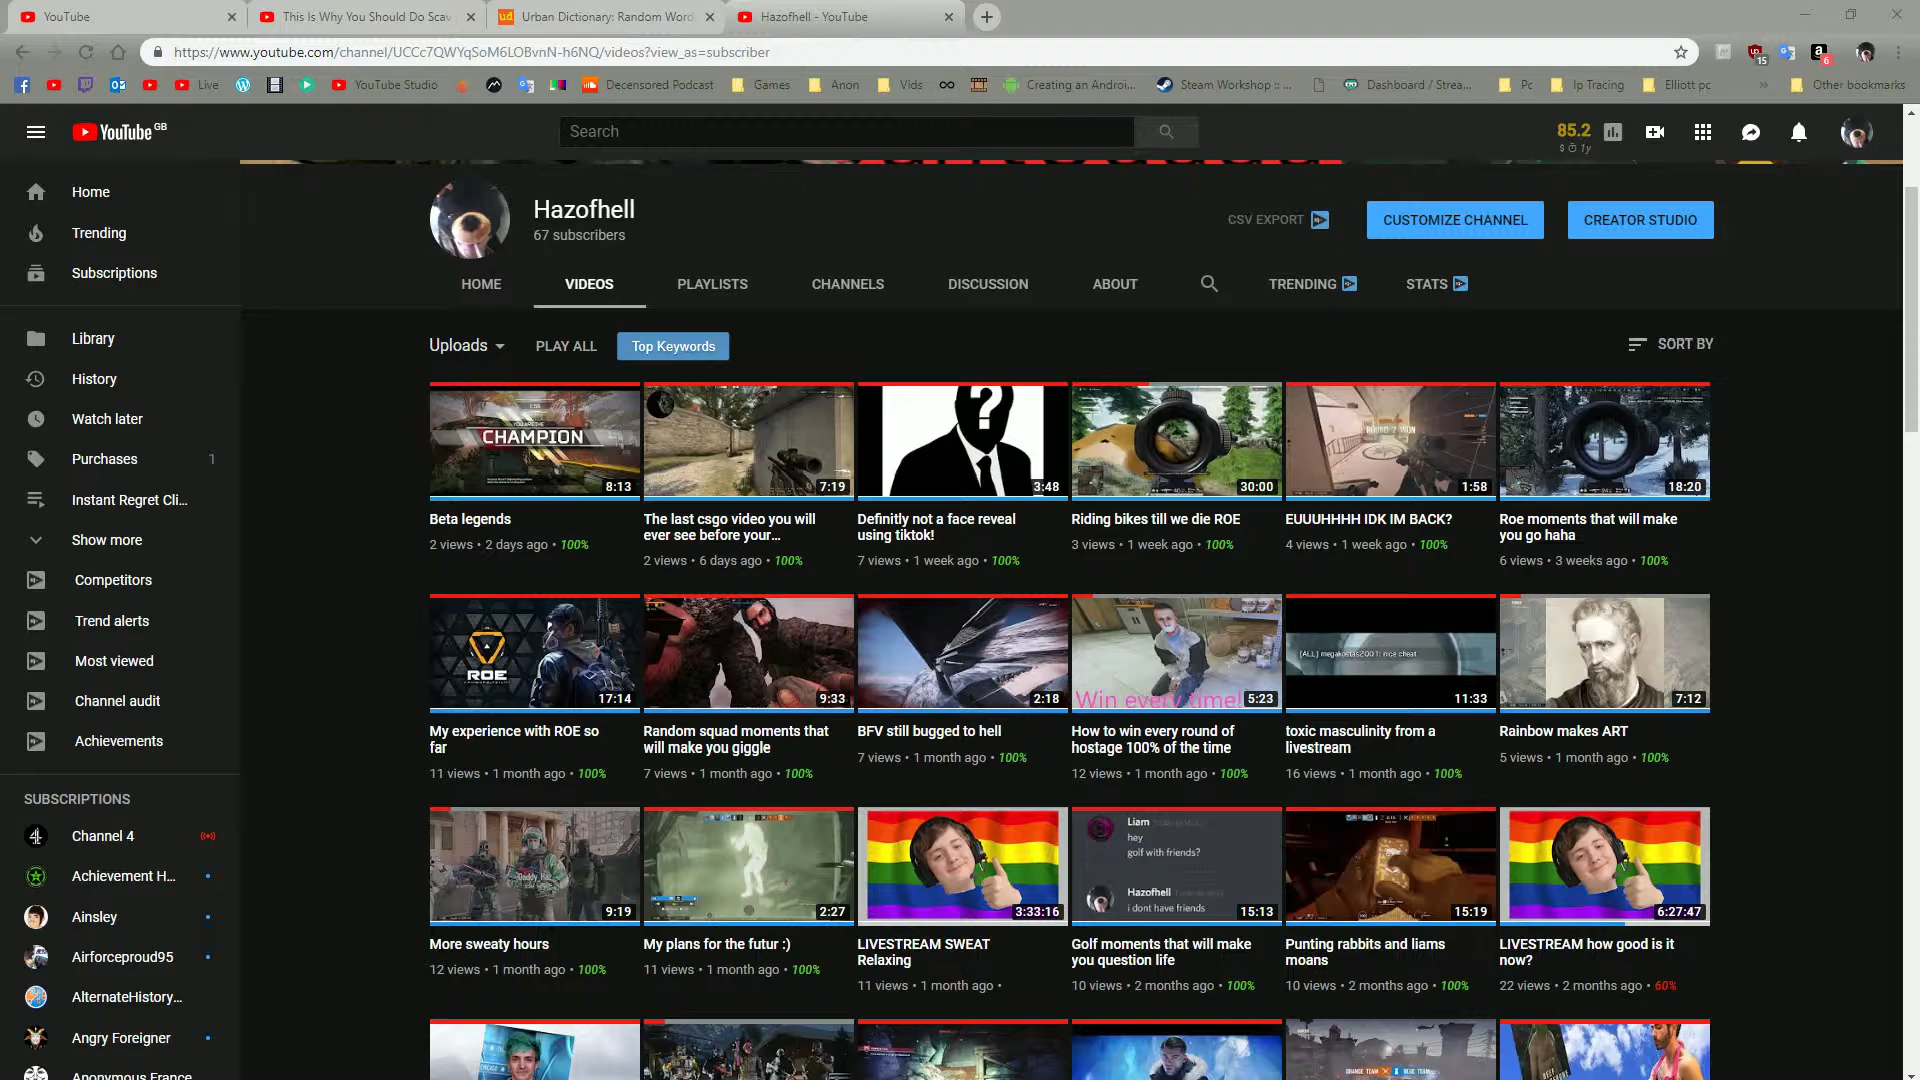 YouTube
This Is Why You Should Do Scav
Urban Dictionary: Random Word
Hazofhell - YouTube
https://www.youtube.com/channel/UCCc7QWYqSoM6LOBvnN-h6NQ/videos?view_as=subscriber
15
6
Live
YouTube Studio
Decensored Podcast
Games
Anon
Vids
Creating an Androi...
Steam Workshop :: ...
Dashboard / Strea...
Pc
Ip Tracing
Elliott pc
»
Other bookmarks
YouTube GB
Search
85.2
$ 1y
Home
Trending
Subscriptions
Library
History
Watch later
Purchases 1
Instant Regret Cli...
Show more
Competitors
Trend alerts
Most viewed
Channel audit
Achievements
SUBSCRIPTIONS
Channel 4
Achievement H...
Ainsley
Airforceproud95
AlternateHistory...
Angry Foreigner
Anonymous France
Hazofhell
67 subscribers
CSV EXPORT
CUSTOMIZE CHANNEL
CREATOR STUDIO
HOME
VIDEOS
PLAYLISTS
CHANNELS
DISCUSSION
ABOUT
TRENDING
STATS
Uploads
PLAY ALL
Top Keywords
SORT BY
CHAMPION
8:13
Beta legends
2 views • 2 days ago • 100%
7:19
The last csgo video you will
ever see before your...
2 views • 6 days ago • 100%
?
3:48
Definitly not a face reveal
using tiktok!
7 views • 1 week ago • 100%
30:00
Riding bikes till we die ROE
3 views • 1 week ago • 100%
ROUND 2 WON
1:58
EUUUHHHH IDK IM BACK?
4 views • 1 week ago • 100%
18:20
Roe moments that will make
you go haha
6 views • 3 weeks ago • 100%
ROE
17:14
My experience with ROE so
far
11 views • 1 month ago • 100%
9:33
Random squad moments that
will make you giggle
7 views • 1 month ago • 100%
2:18
BFV still bugged to hell
7 views • 1 month ago • 100%
Win every time!
5:23
How to win every round of
hostage 100% of the time
12 views • 1 month ago • 100%
[ALL] megakostas2001: nice cheat
11:33
toxic masculinity from a
livestream
16 views • 1 month ago • 100%
7:12
Rainbow makes ART
5 views • 1 month ago • 100%
Daddy_Haz
9:19
More sweaty hours
12 views • 1 month ago • 100%
2:27
My plans for the futur :)
11 views • 1 month ago • 100%
3:33:16
LIVESTREAM SWEAT
Relaxing
11 views • 1 month ago •
Liam
hey
golf with friends?
Hazofhell
i dont have friends
15:13
Golf moments that will make
you question life
10 views • 2 months ago • 100%
15:19
Punting rabbits and liams
moans
10 views • 2 months ago • 100%
6:27:47
LIVESTREAM how good is it
now?
22 views • 2 months ago • 60%
ORANGE TEAM
BLUE TEAM